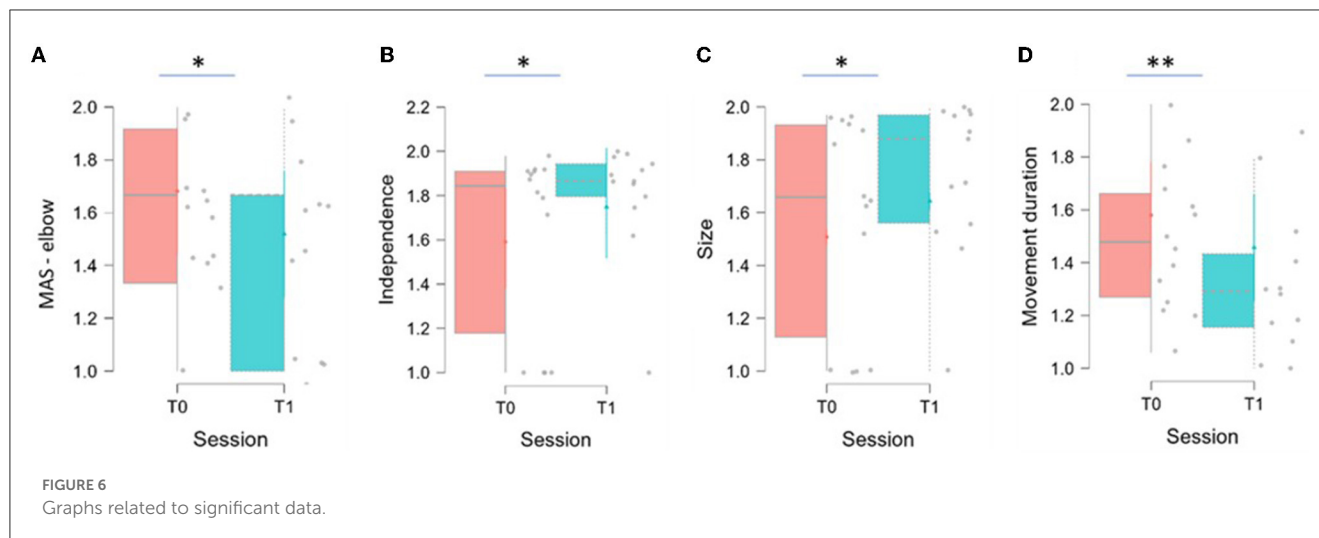 A
*
MAS - elbow
2.0
1.8
1.6
1.4
1.2
1.0
T0
T1
Session
B
*
Independence
2.2
2.0
1.8
1.6
1.4
1.2
1.0
T0
T1
Session
C
*
Size
2.0
1.8
1.6
1.4
1.2
1.0
T0
T1
Session
D
**
Movement duration
2.0
1.8
1.6
1.4
1.2
1.0
T0
T1
Session
FIGURE 6
Graphs related to significant data.